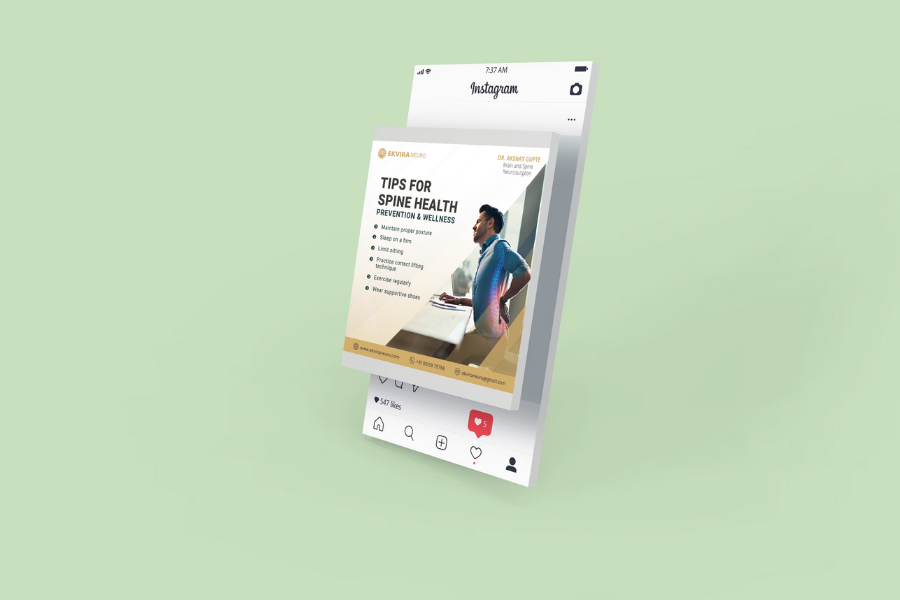 7:37 AM
Instagram
EKVIRA NEURO
DR. AKSHAY GUPTE
Brain and Spine
Neurosurgeon
TIPS FOR
SPINE HEALTH
PREVENTION & WELLNESS
Maintain proper posture
Sleep on a firm
Limit sitting
Practice correct lifting
technique
Exercise regularly
Wear supportive shoes
www.ekviraneuro.com
ekviraneuro@gmail.com
547 likes
5